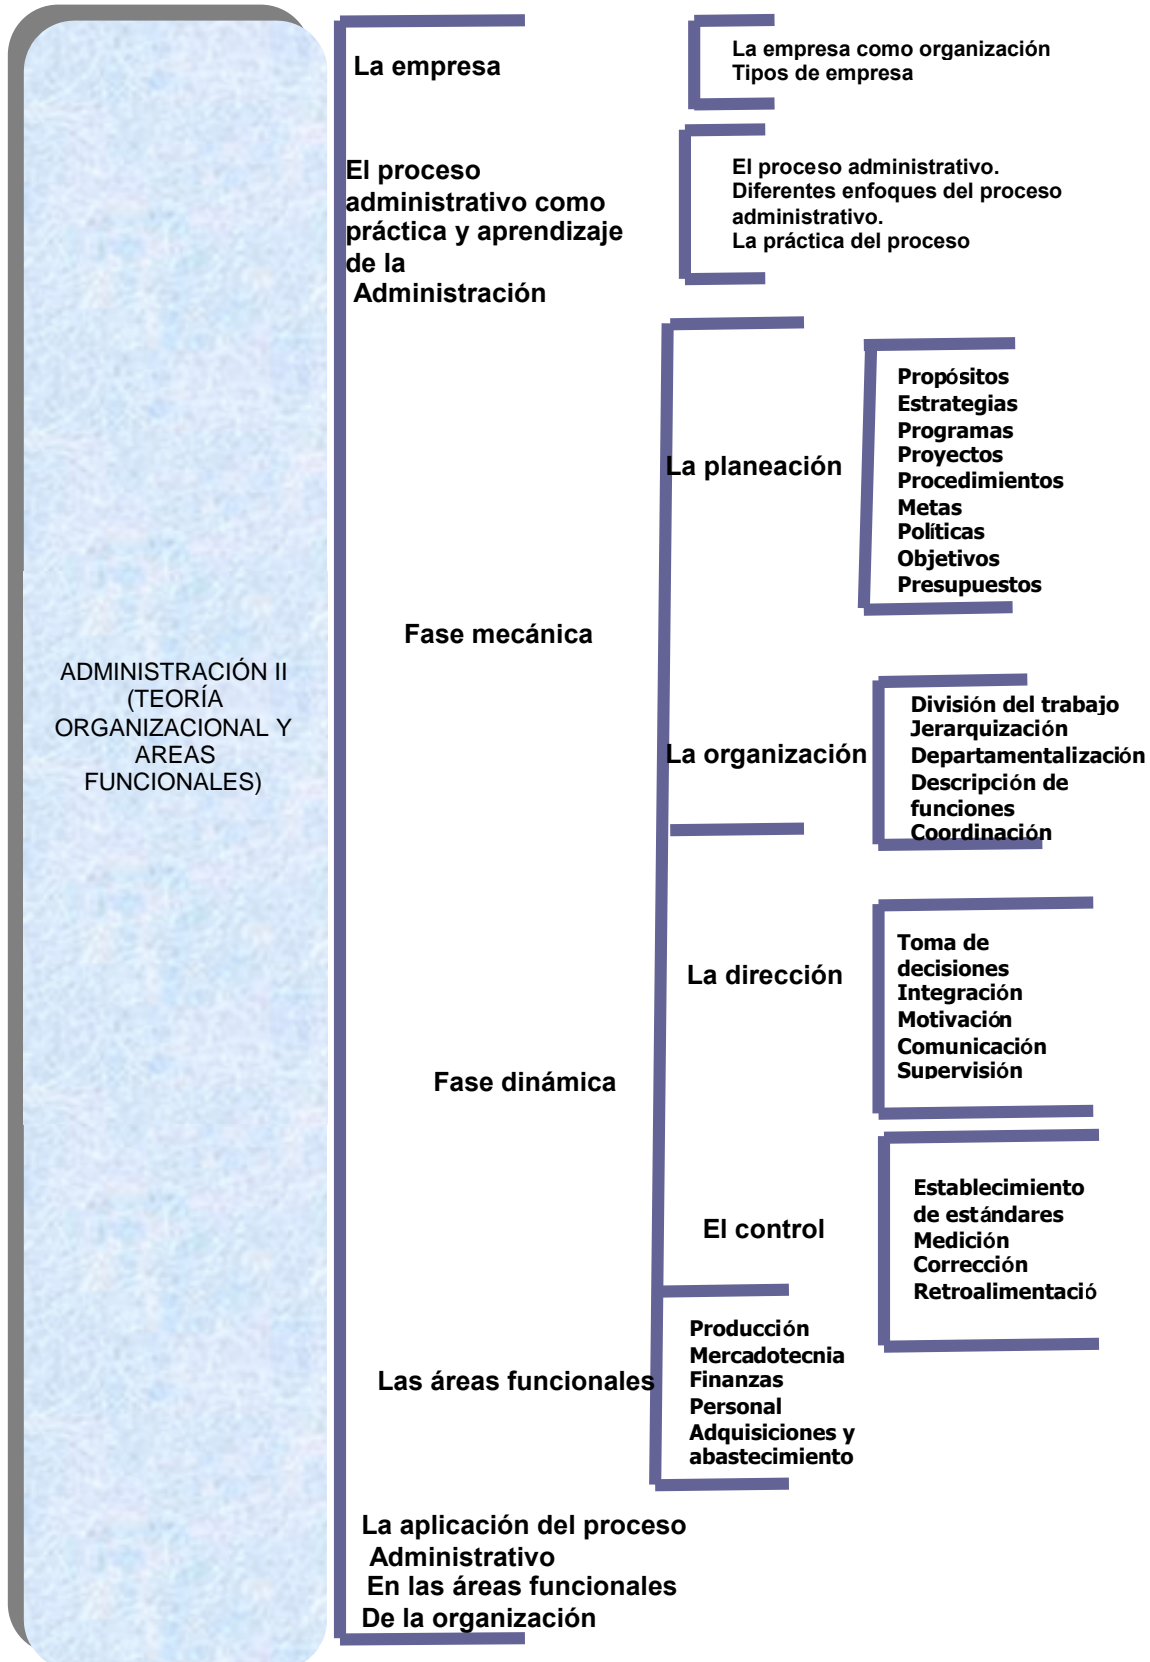 ADMINISTRACIÓN II
(TEORÍA
ORGANIZACIONAL Y
AREAS
FUNCIONALES)
La empresa
La empresa como organización
Tipos de empresa
El proceso
administrativo como
práctica y aprendizaje
de la
Administración
El proceso administrativo.
Diferentes enfoques del proceso
administrativo.
La práctica del proceso
Fase mecánica
La planeación
Propósitos
Estrategias
Programas
Proyectos
Procedimientos
Metas
Políticas
Objetivos
Presupuestos
La organización
División del trabajo
Jerarquización
Departamentalización
Descripción de
funciones
Coordinación
Fase dinámica
La dirección
Toma de
decisiones
Integración
Motivación
Comunicación
Supervisión
El control
Establecimiento
de estándares
Medición
Corrección
Retroalimentació
Las áreas funcionales
Producción
Mercadotecnia
Finanzas
Personal
Adquisiciones y
abastecimiento
La aplicación del proceso
Administrativo
En las áreas funcionales
De la organización